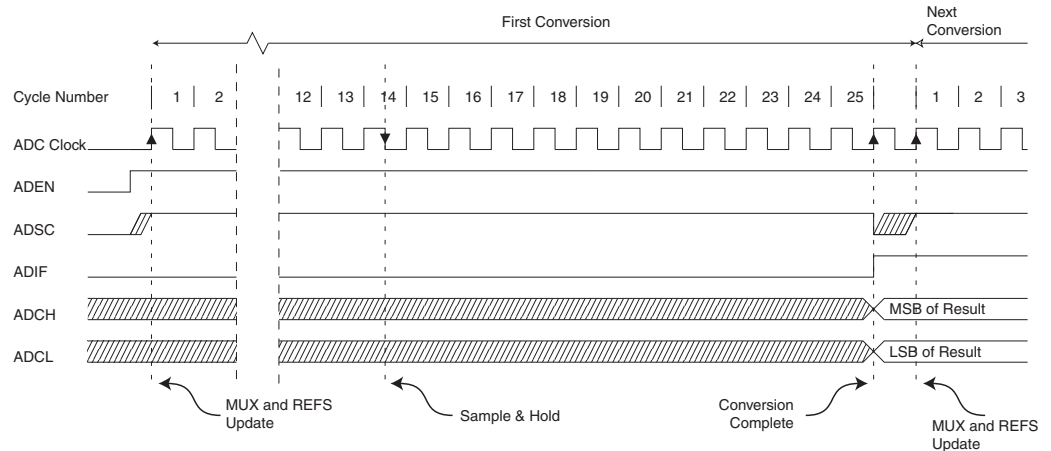 First Conversion
Next
Conversion
Cycle Number 1 2 12 13 14 15 16 17 18 19 20 21 22 23 24 25 1 2 3
ADC Clock
ADEN
ADSC
ADIF
ADCH MSB of Result
ADCL LSB of Result
MUX and REFS
Update
Sample & Hold
Conversion
Complete
MUX and REFS
Update